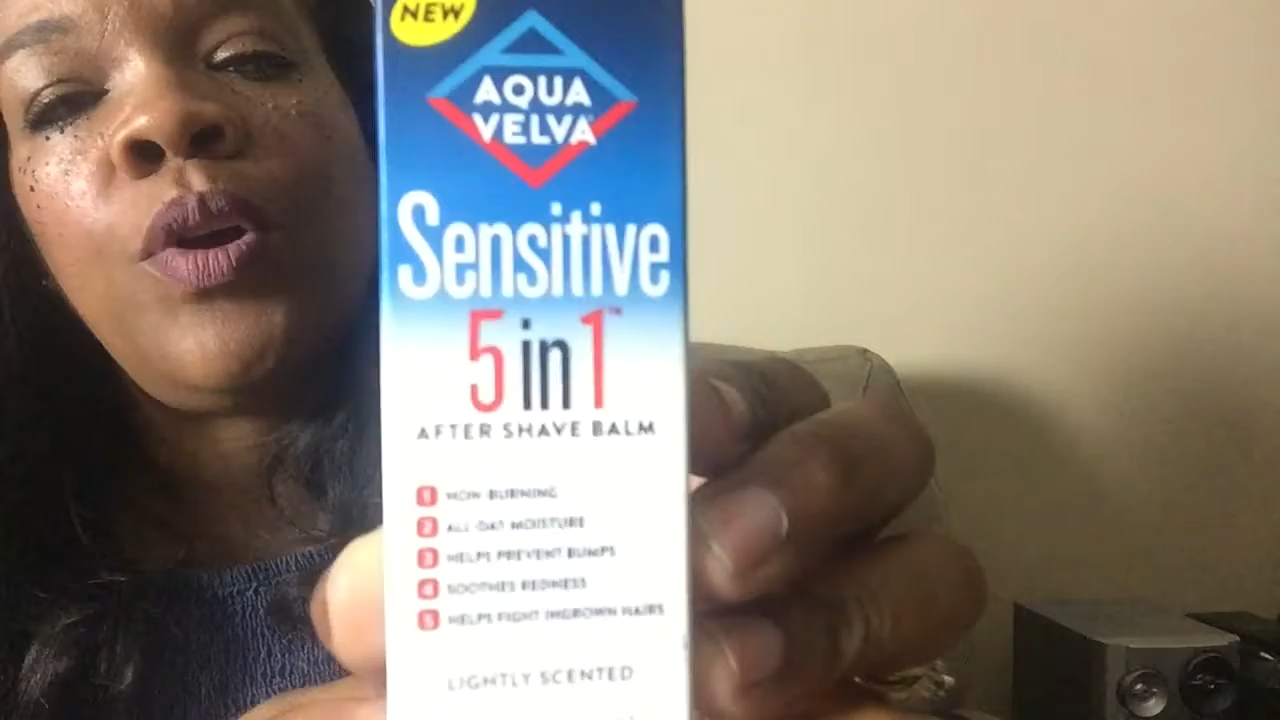 NEW
AQUA
VELVA
Sensitive
5 in 1™
AFTER SHAVE BALM
1 NON-BURNING
2 ALL-DAY MOISTURE
3 HELPS PREVENT BUMPS
4 SOOTHES REDNESS
5 HELPS FIGHT INGROWN HAIRS
LIGHTLY SCENTED